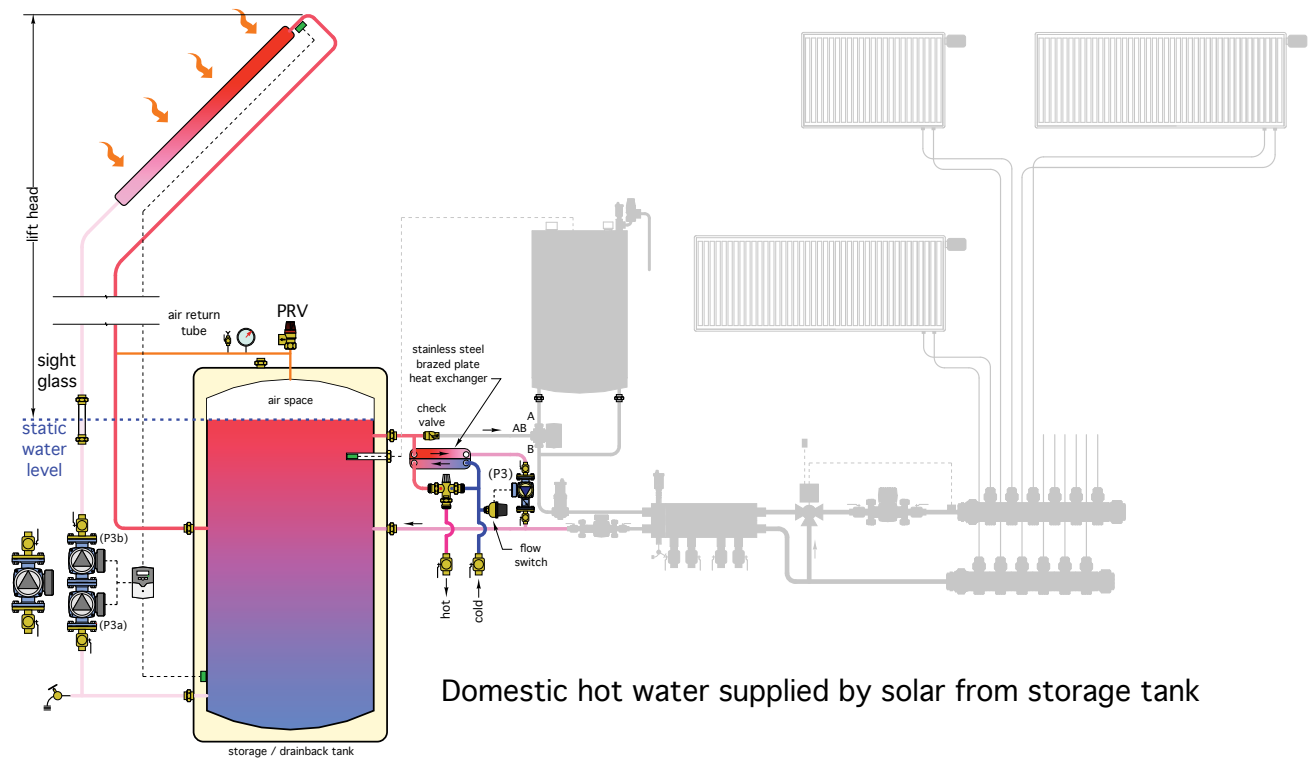 lift head
air return
tube
PRV
sight
glass
stainless steel
brazed plate
heat exchanger
air space
check
valve
A
AB
B
static
water
level
(P3)
(P3b)
flow
switch
(P3a)
hot
cold
Domestic hot water supplied by solar from storage tank
storage / drainback tank